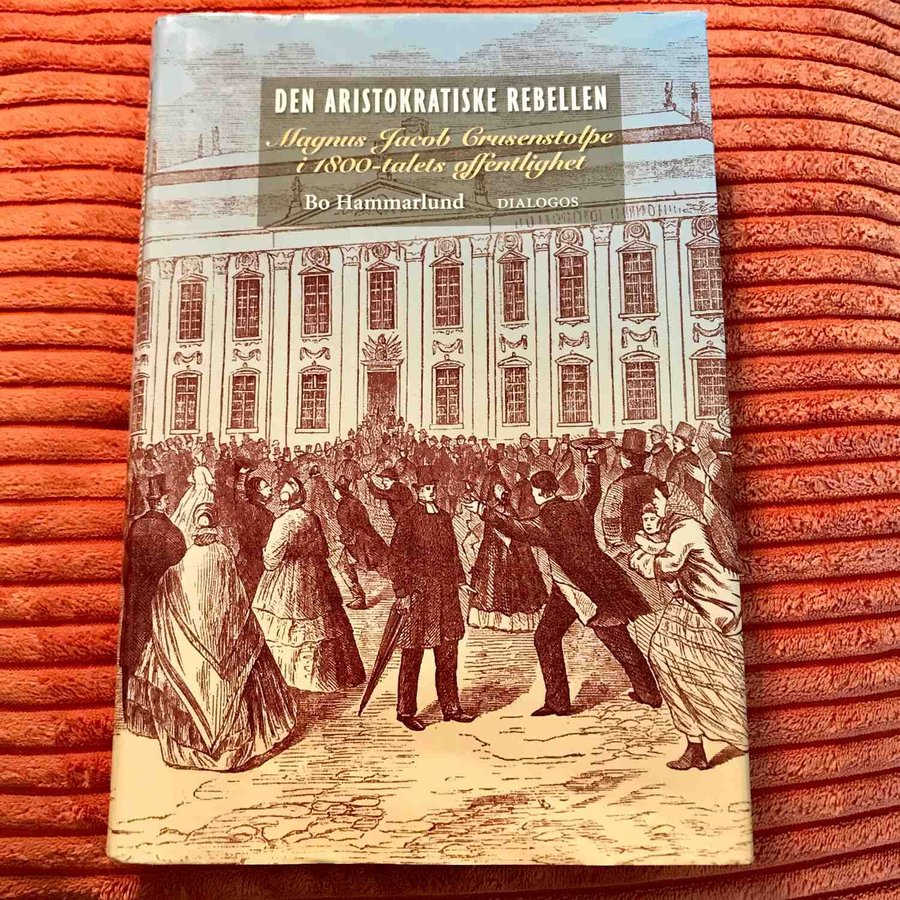 DEN ARISTOKRATISKE REBELLEN
Magnus Jacob Crusenstolpe
i 1800-talets offentlighet
Bo Hammarlund DIALOGOS